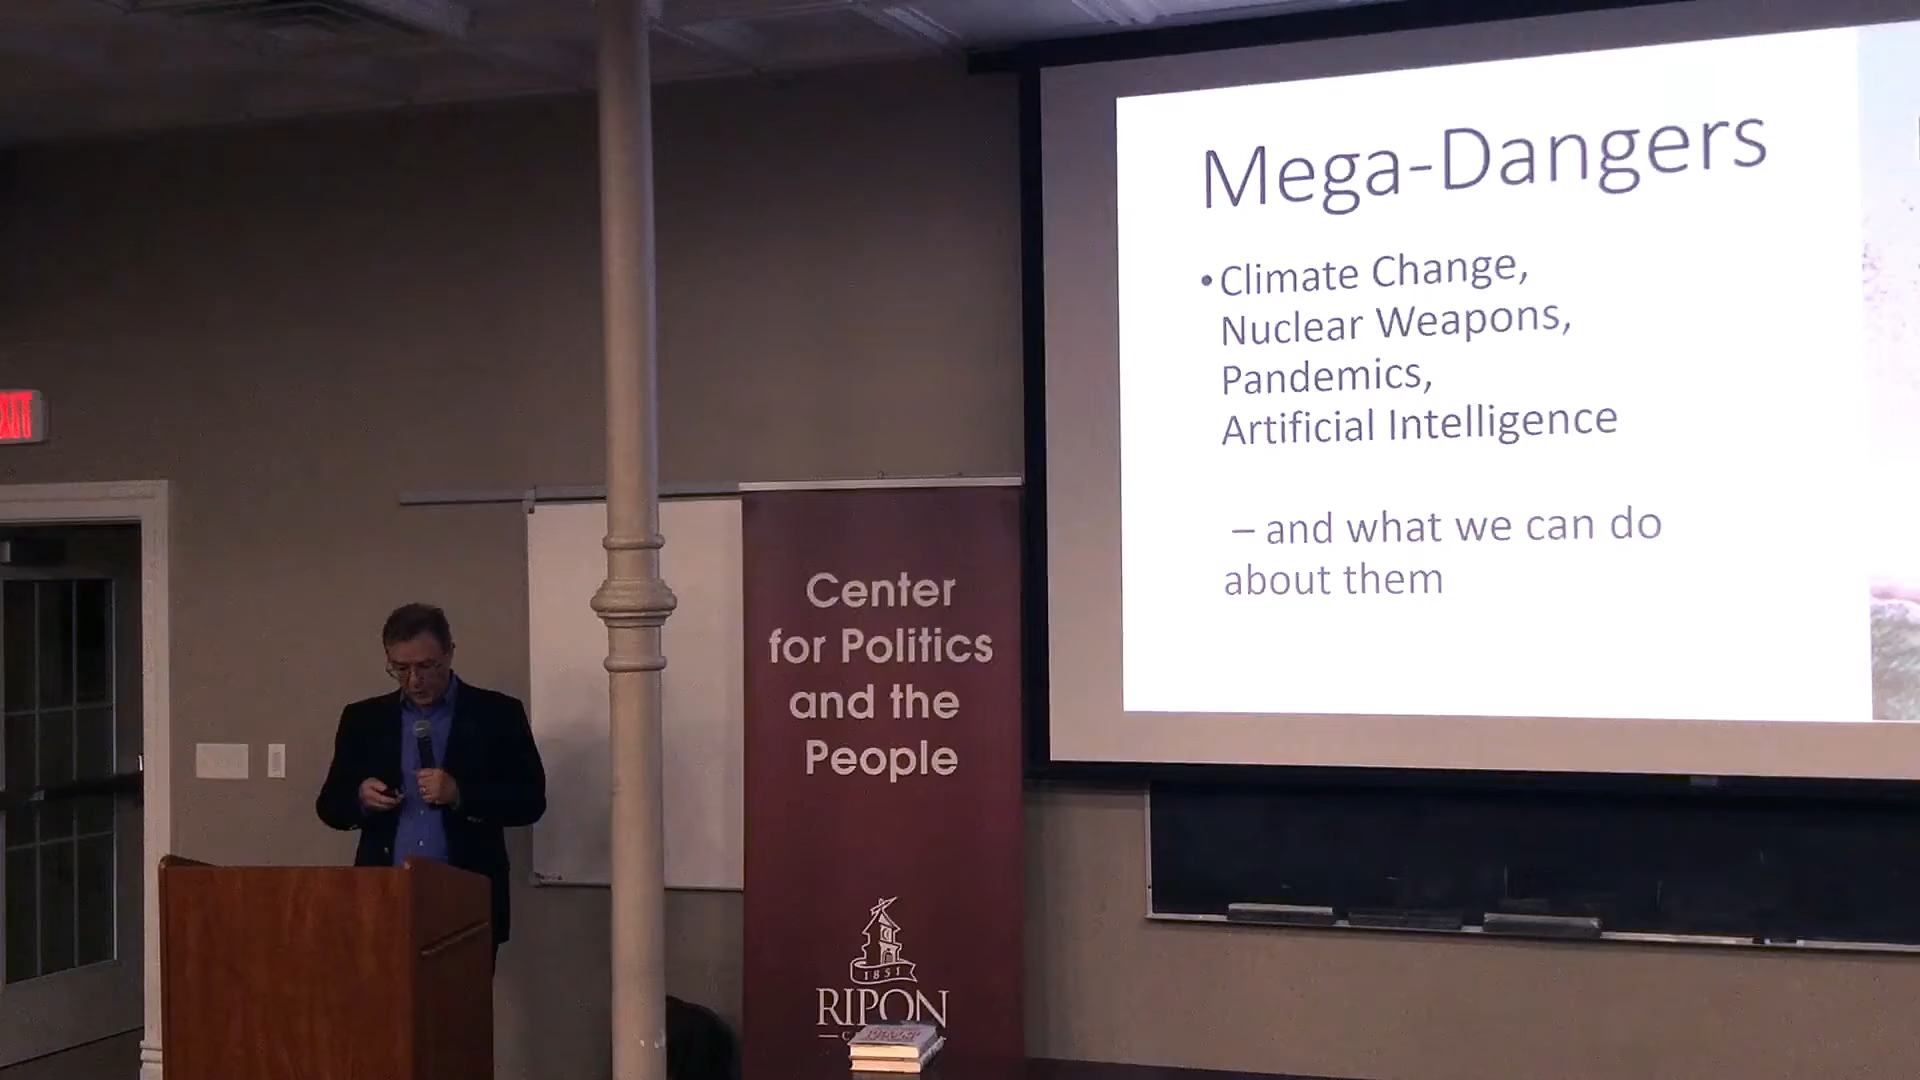 Mega-Dangers
•Climate Change,
Nuclear Weapons,
Pandemics,
Artificial Intelligence
– and what we can do
about them
Center
for Politics
and the
People
1851
RIPON